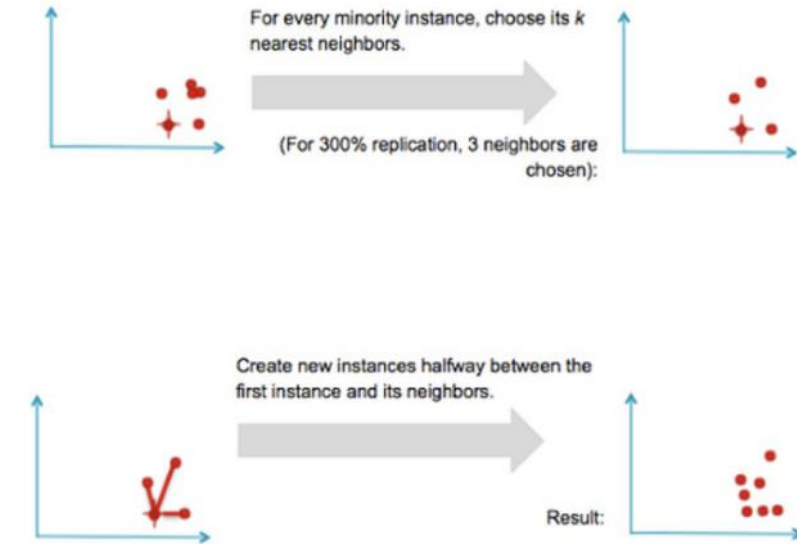 For every minority instance, choose its k
nearest neighbors.
(For 300% replication, 3 neighbors are
chosen):
Create new instances halfway between the
first instance and its neighbors.
Result: